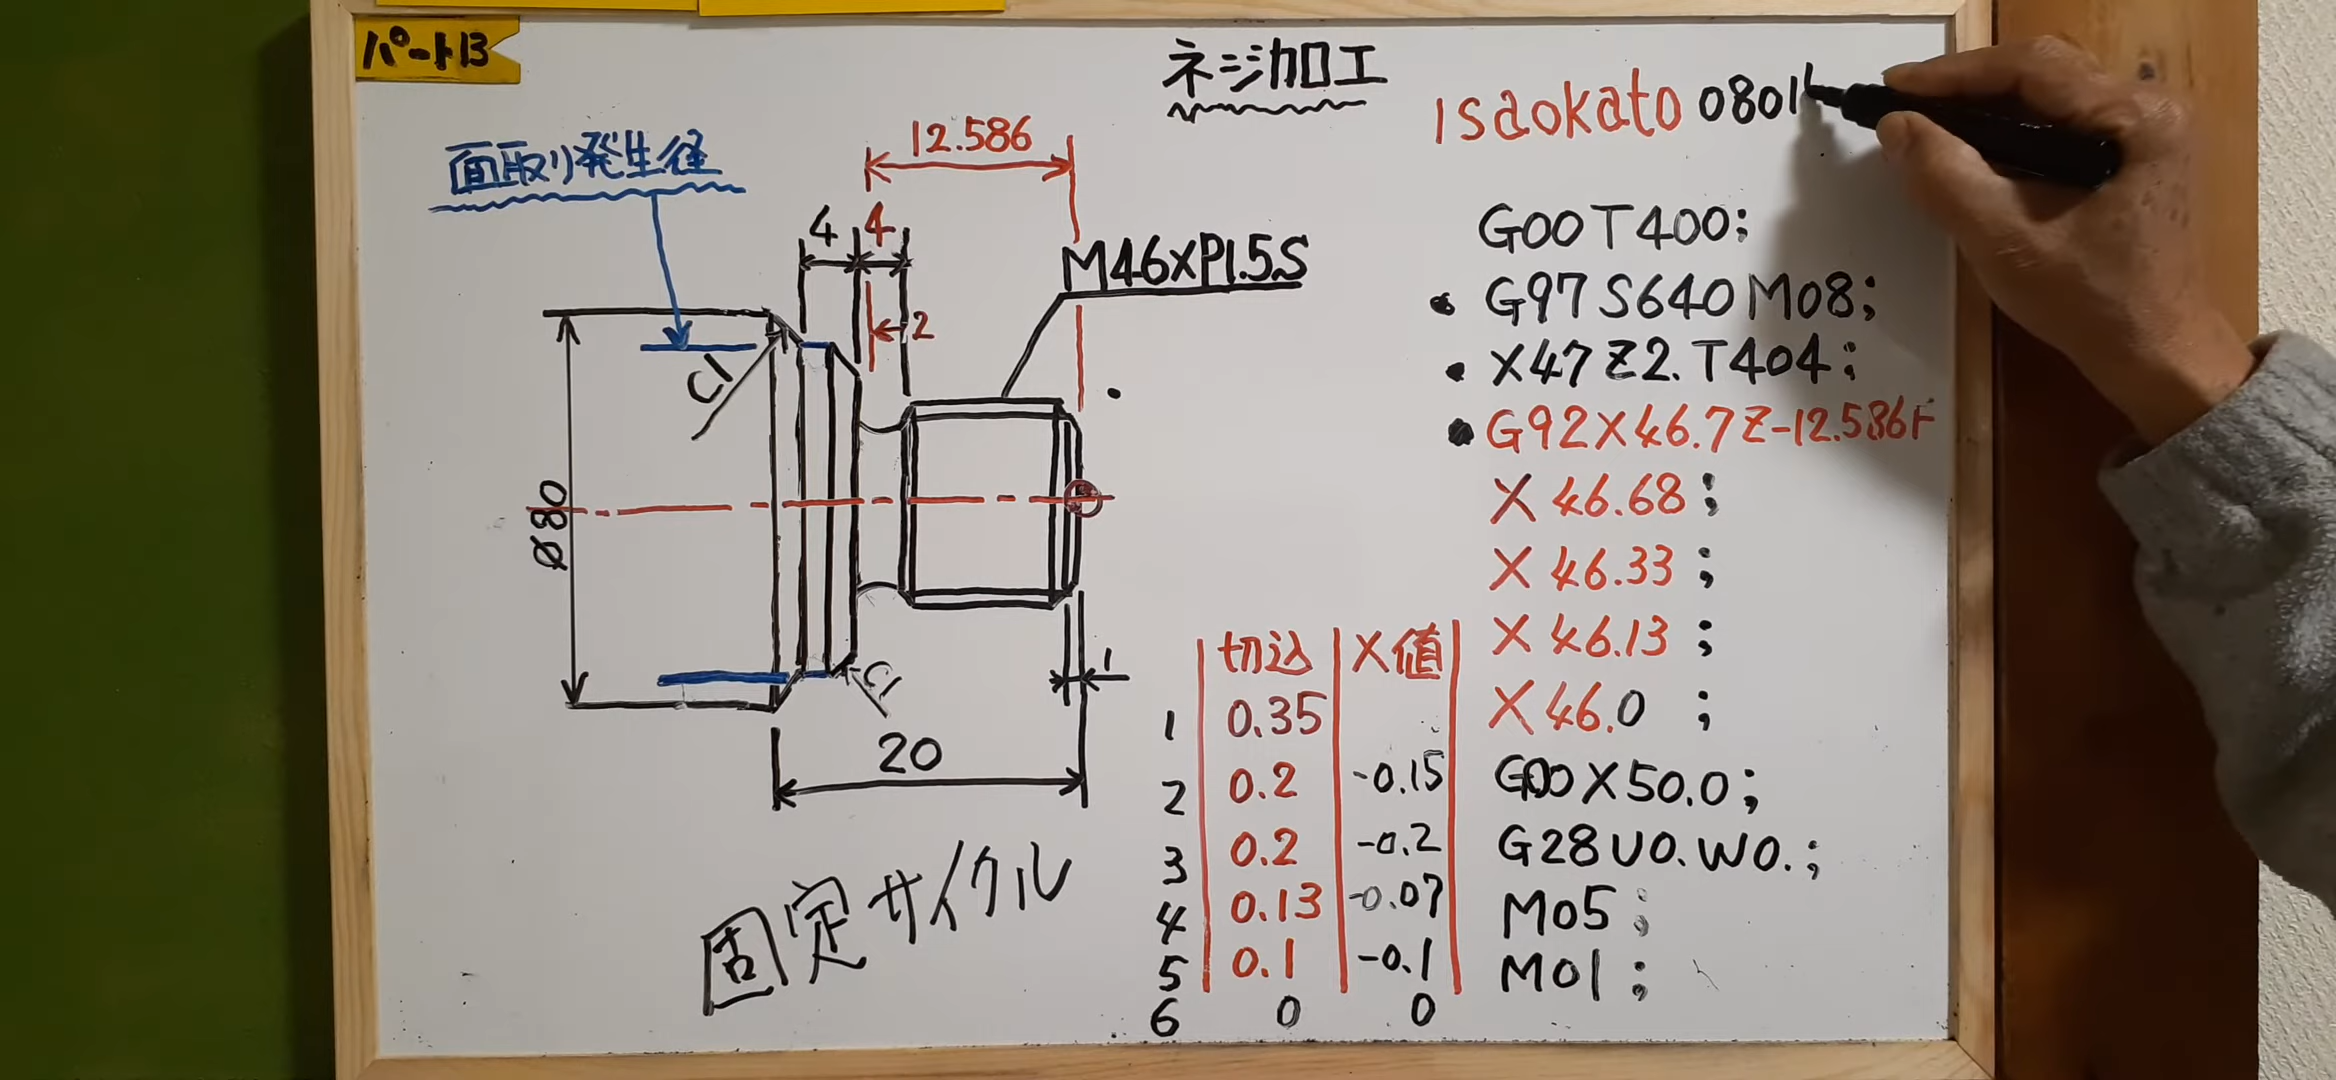 パート13
ネジ加工
isaokato 0801
面取り発生径
12.586
4
4
2
M46XP1.5S
C1
Ø80
C1
1
20
固定サイクル
切込 X値
1 0.35
2 0.2 -0.15
3 0.2 -0.2
4 0.13 -0.07
5 0.1 -0.1
6 0 0
G00T400;
G97S640M08;
X47Z2.T404;
G92X46.7Z-12.586F
X46.68;
X46.33;
X46.13;
X46.0;
G00X50.0;
G28U0.W0.;
M05;
M01;